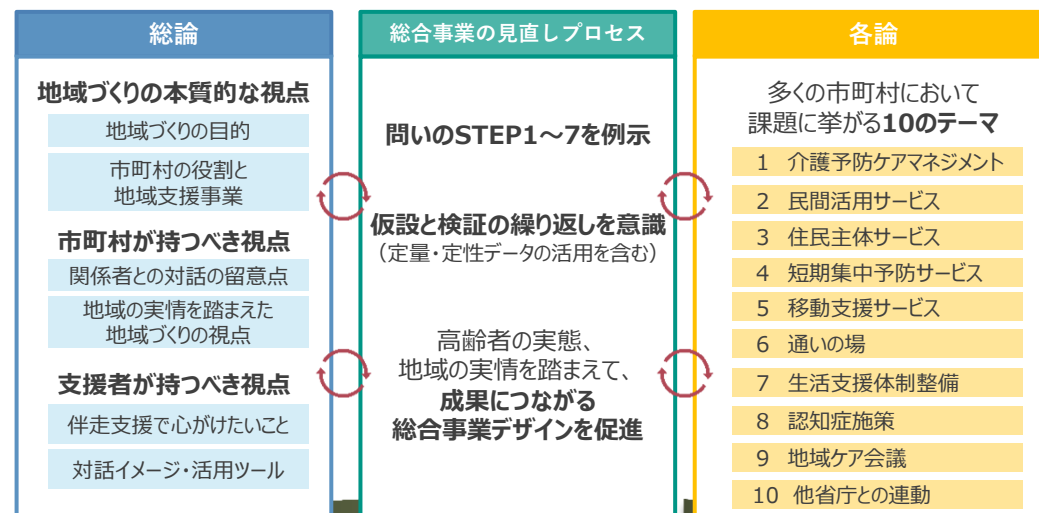 総論
地域づくりの本質的な視点
地域づくりの目的
市町村の役割と
地域支援事業
市町村が持つべき視点
関係者との対話の留意点
地域の実情を踏まえた
地域づくりの視点
支援者が持つべき視点
伴走支援で心がけたいこと
対話イメージ・活用ツール
総合事業の見直しプロセス
問いのSTEP1～7を例示
仮設と検証の繰り返しを意識
（定量・定性データの活用を含む）
高齢者の実態、
地域の実情を踏まえて、
成果につながる
総合事業デザインを促進
各論
多くの市町村において
課題に挙がる10のテーマ
1 介護予防ケアマネジメント
2 民間活用サービス
3 住民主体サービス
4 短期集中予防サービス
5 移動支援サービス
6 通いの場
7 生活支援体制整備
8 認知症施策
9 地域ケア会議
10 他省庁との連動